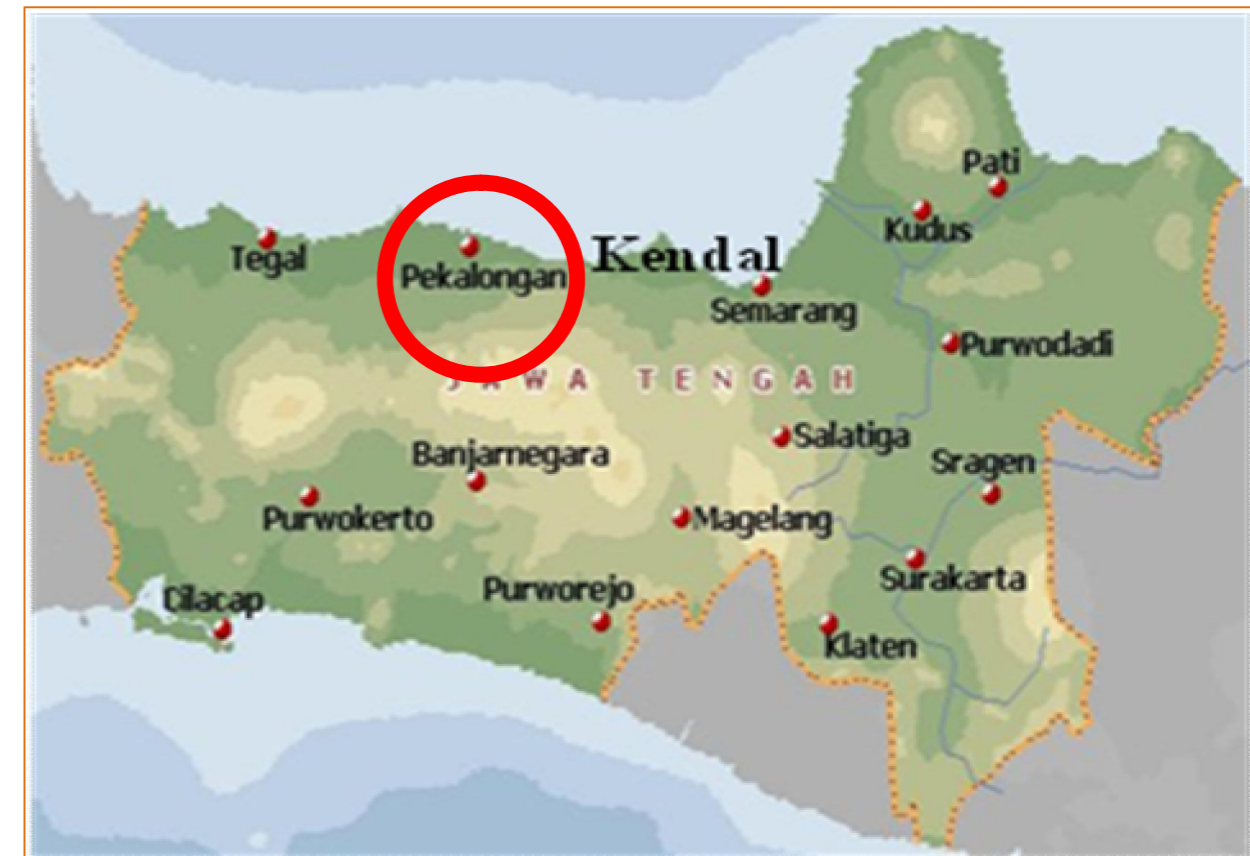 Pati
Kudus
Tegal
Pekalongan
Kendal
Semarang
Purwodadi
JAWA TENGAH
Salatiga
Banjarnegara
Sragen
Purwokerto
Magelang
Surakarta
Purworejo
Cilacap
Klaten